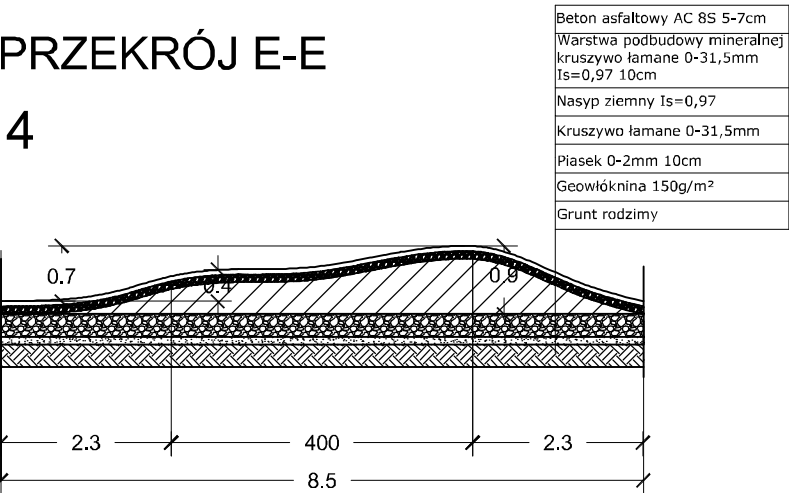 PRZEKRÓJ E-E
4
Beton asfaltowy AC 8S 5-7cm
Warstwa podbudowy mineralnej
kruszywo łamane 0-31,5mm
Is=0,97 10cm
Nasyp ziemny Is=0,97
Kruszywo łamane 0-31,5mm
Piasek 0-2mm 10cm
Geowłóknina 150g/m²
Grunt rodzimy
0.7
0.4
0.9
2.3
400
2.3
8.5